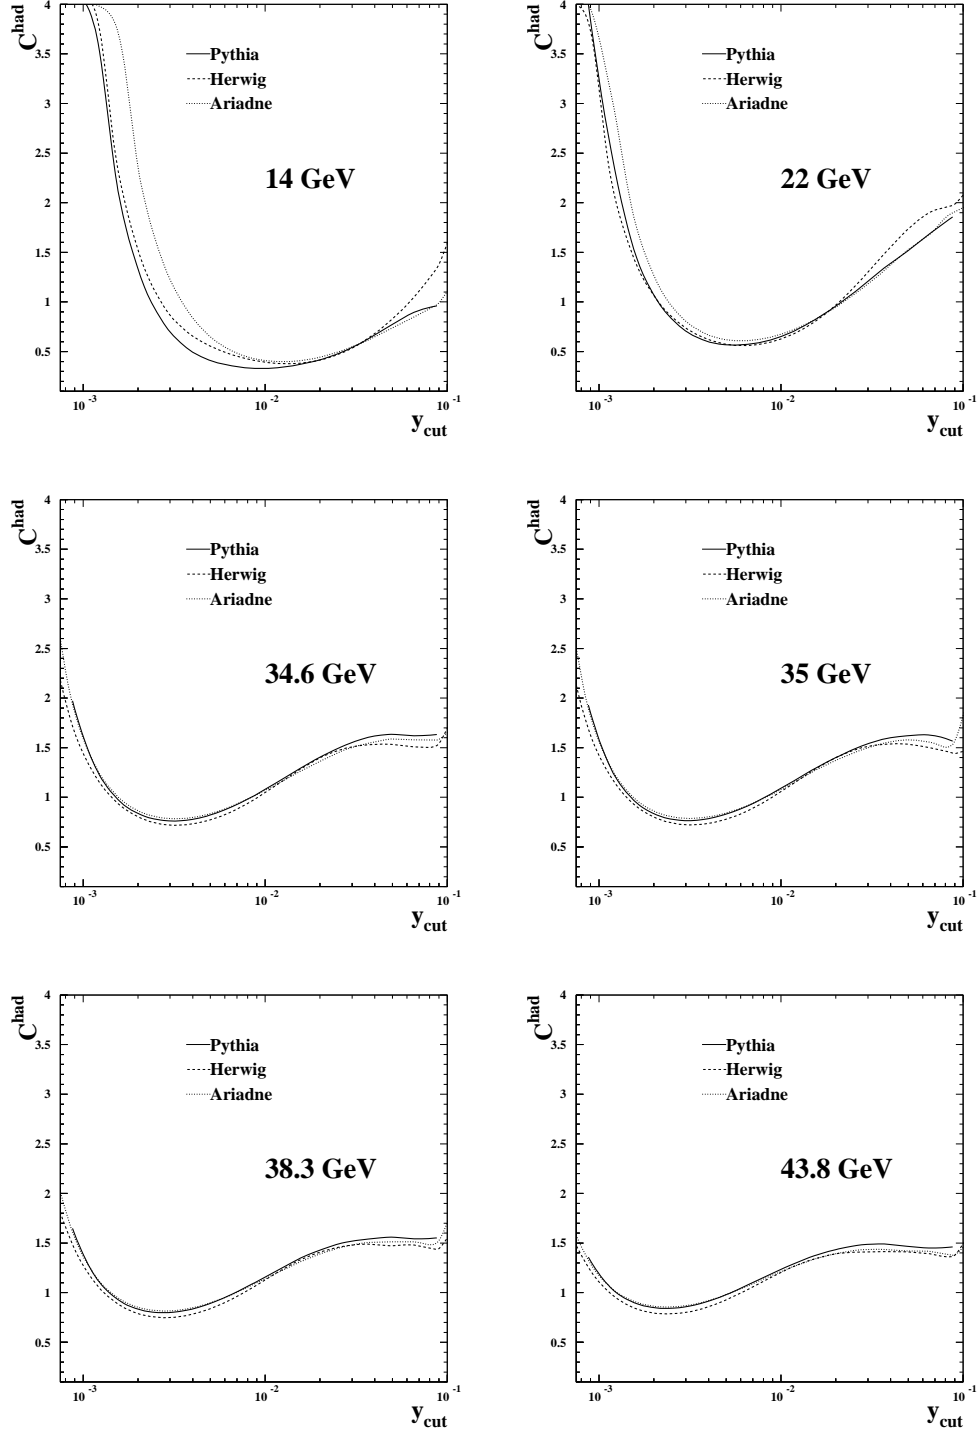 C^had
4
3.5
3
2.5
2
1.5
1
0.5
Pythia
Herwig
Ariadne
14 GeV
10^-3
10^-2
10^-1
y_cut
C^had
4
3.5
3
2.5
2
1.5
1
0.5
Pythia
Herwig
Ariadne
22 GeV
10^-3
10^-2
10^-1
y_cut
C^had
4
3.5
3
2.5
2
1.5
1
0.5
Pythia
Herwig
Ariadne
34.6 GeV
10^-3
10^-2
10^-1
y_cut
C^had
4
3.5
3
2.5
2
1.5
1
0.5
Pythia
Herwig
Ariadne
35 GeV
10^-3
10^-2
10^-1
y_cut
C^had
4
3.5
3
2.5
2
1.5
1
0.5
Pythia
Herwig
Ariadne
38.3 GeV
10^-3
10^-2
10^-1
y_cut
C^had
4
3.5
3
2.5
2
1.5
1
0.5
Pythia
Herwig
Ariadne
43.8 GeV
10^-3
10^-2
10^-1
y_cut